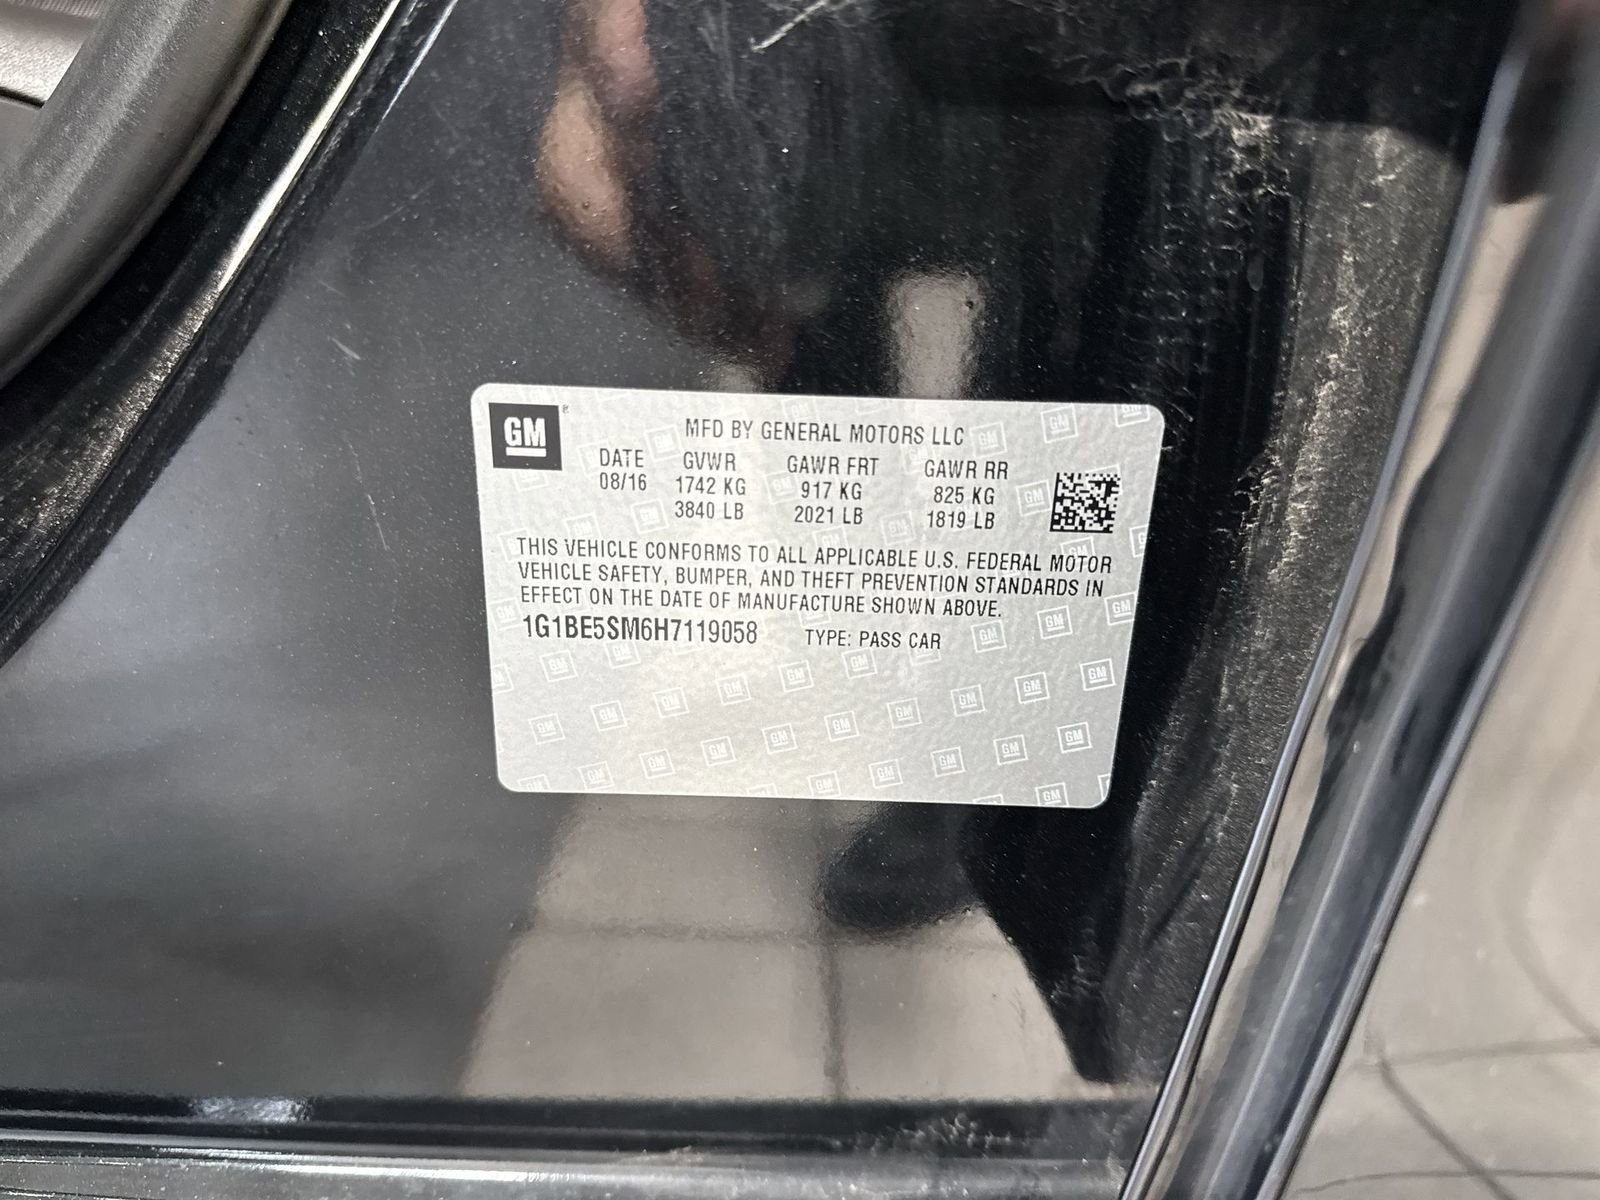 GM
MFD BY GENERAL MOTORS LLC
DATE GVWR GAWR FRT GAWR RR
08/16 1742 KG 917 KG 825 KG
3840 LB 2021 LB 1819 LB
THIS VEHICLE CONFORMS TO ALL APPLICABLE U.S. FEDERAL MOTOR
VEHICLE SAFETY, BUMPER, AND THEFT PREVENTION STANDARDS IN
EFFECT ON THE DATE OF MANUFACTURE SHOWN ABOVE.
1G1BE5SM6H7119058 TYPE: PASS CAR